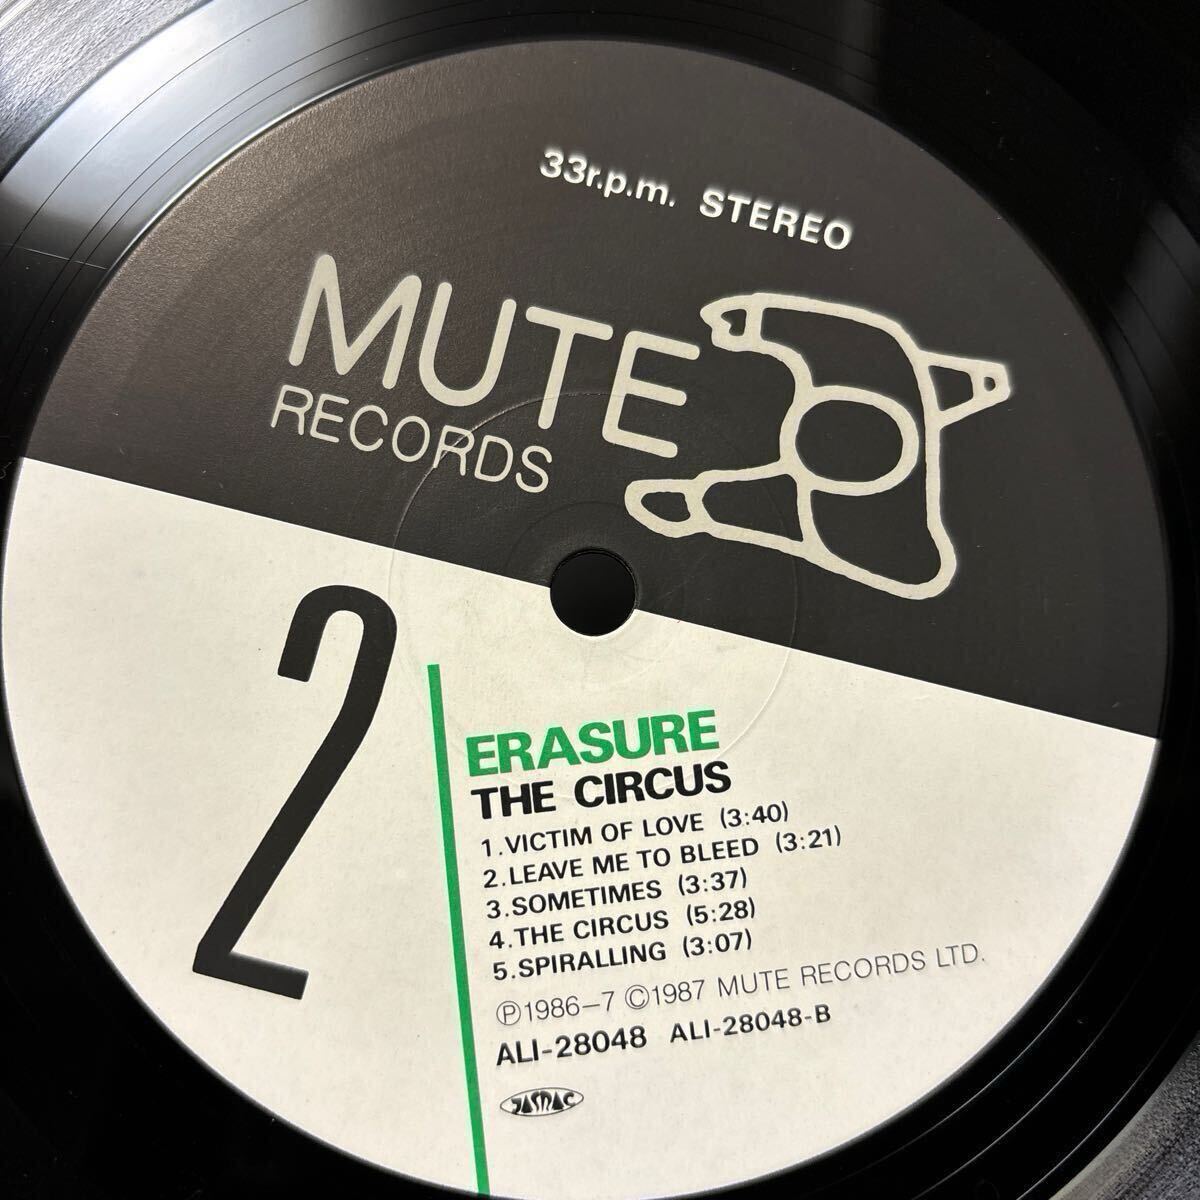 33r.p.m. STEREO
MUTE
RECORDS
2
ERASURE
THE CIRCUS
1.VICTIM OF LOVE (3:40)
2.LEAVE ME TO BLEED (3:21)
3.SOMETIMES (3:37)
4.THE CIRCUS (5:28)
5.SPIRALLING (3:07)
Ⓟ1986–7 ©1987 MUTE RECORDS LTD.
ALI-28048 ALI-28048-B
JASRAC